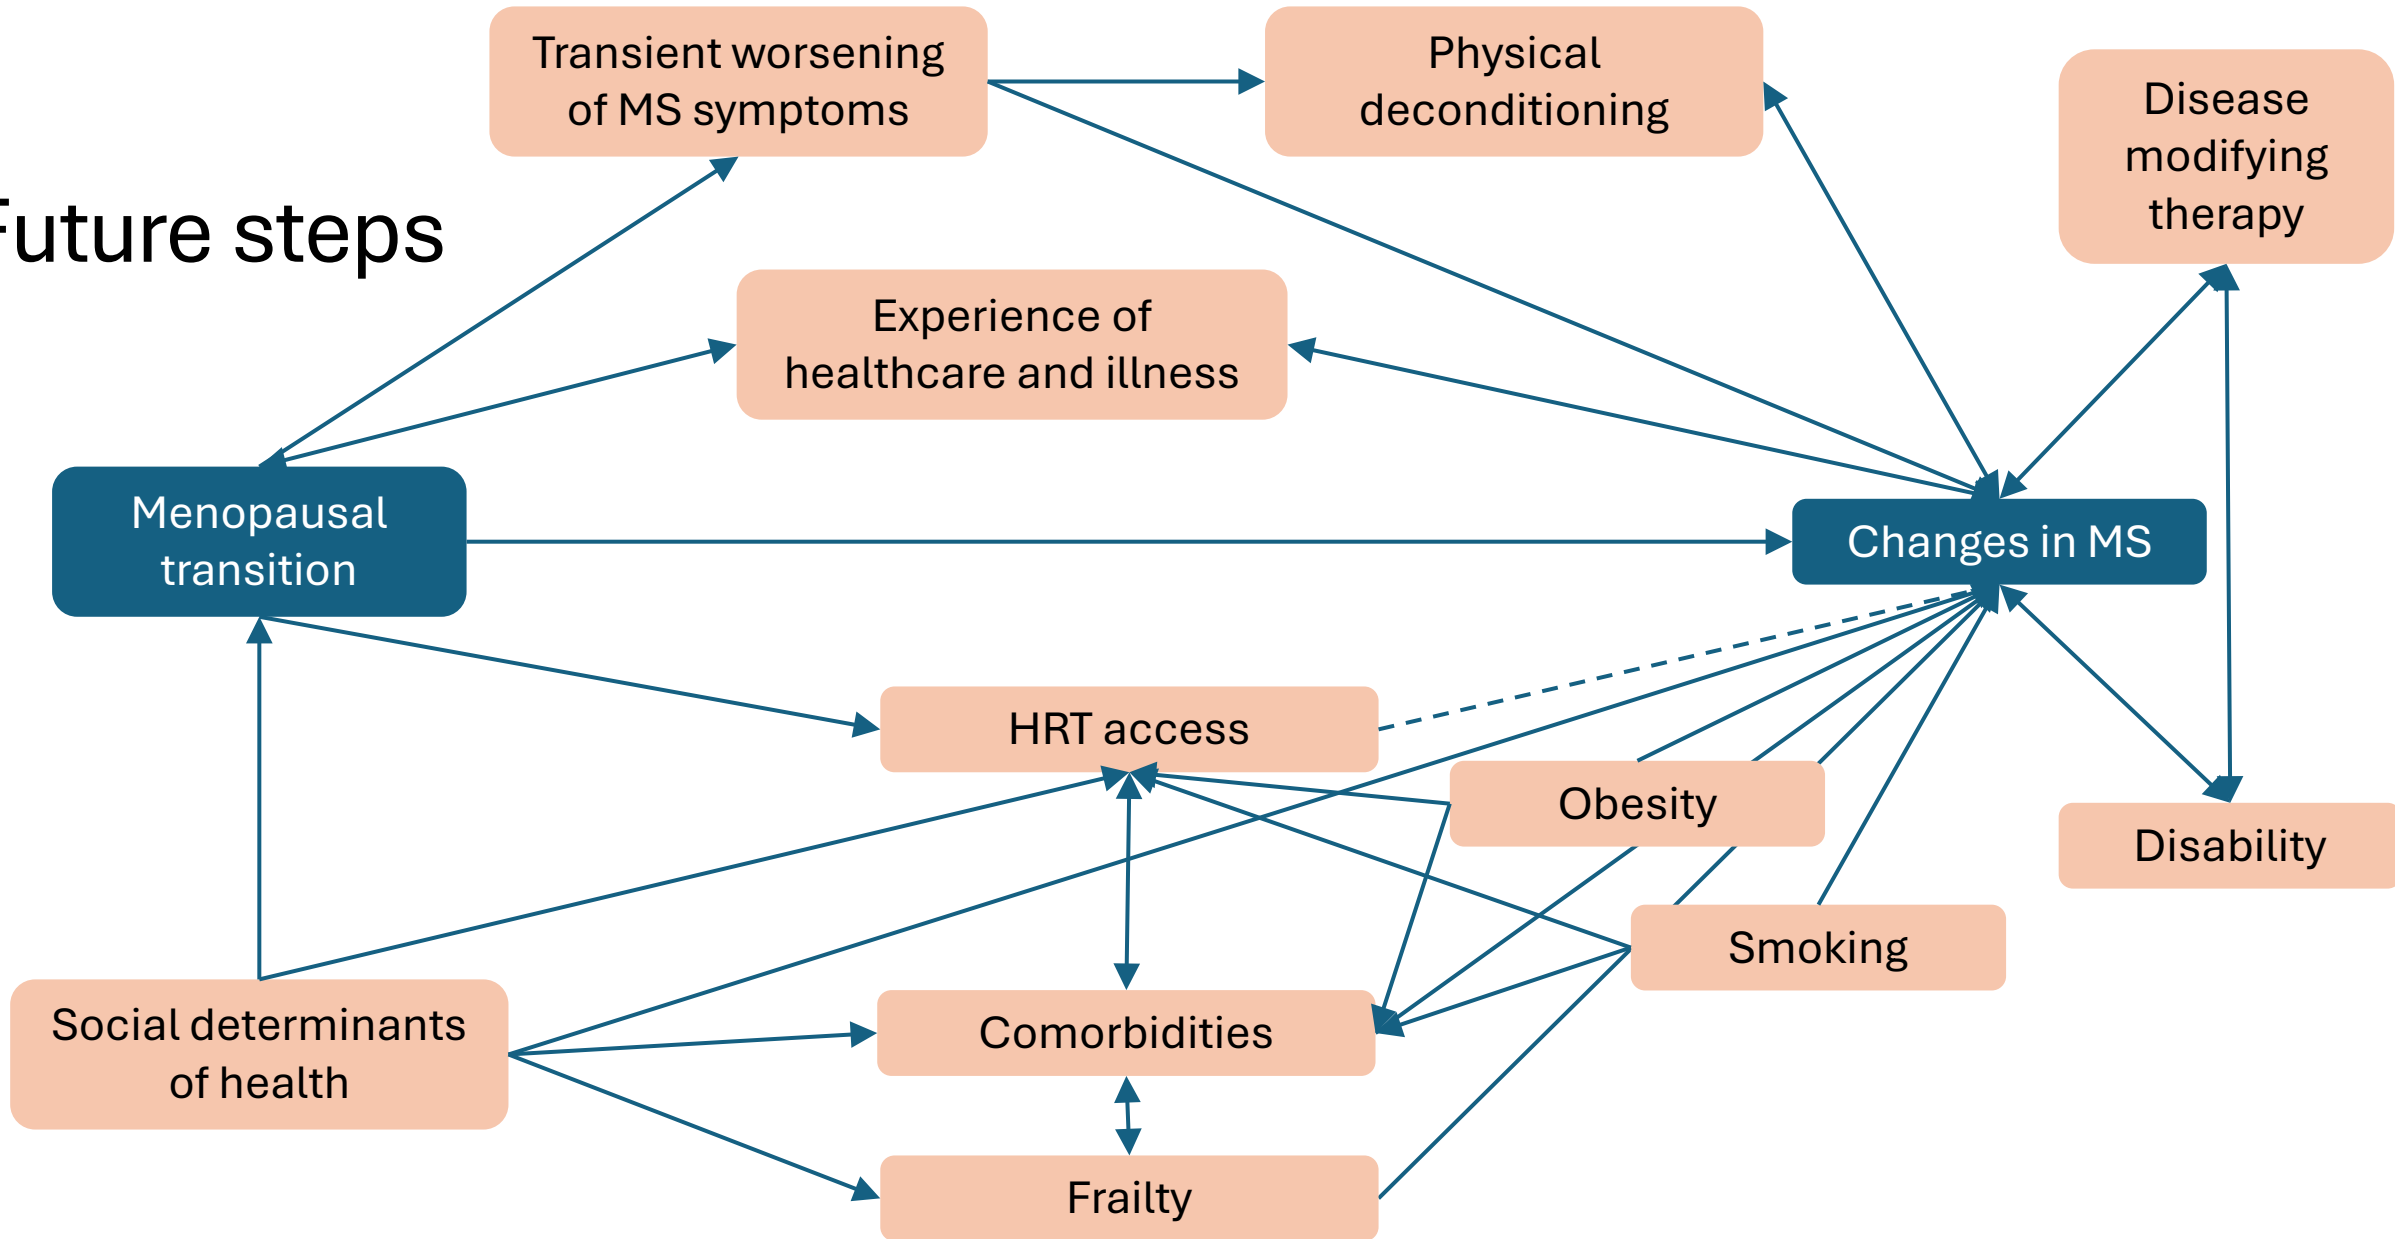 Transient worsening
of MS symptoms
Physical
deconditioning
Disease
modifying
therapy
Future steps
Experience of
healthcare and illness
Menopausal
transition
Changes in MS
HRT access
Obesity
Disability
Smoking
Social determinants
of health
Comorbidities
Frailty